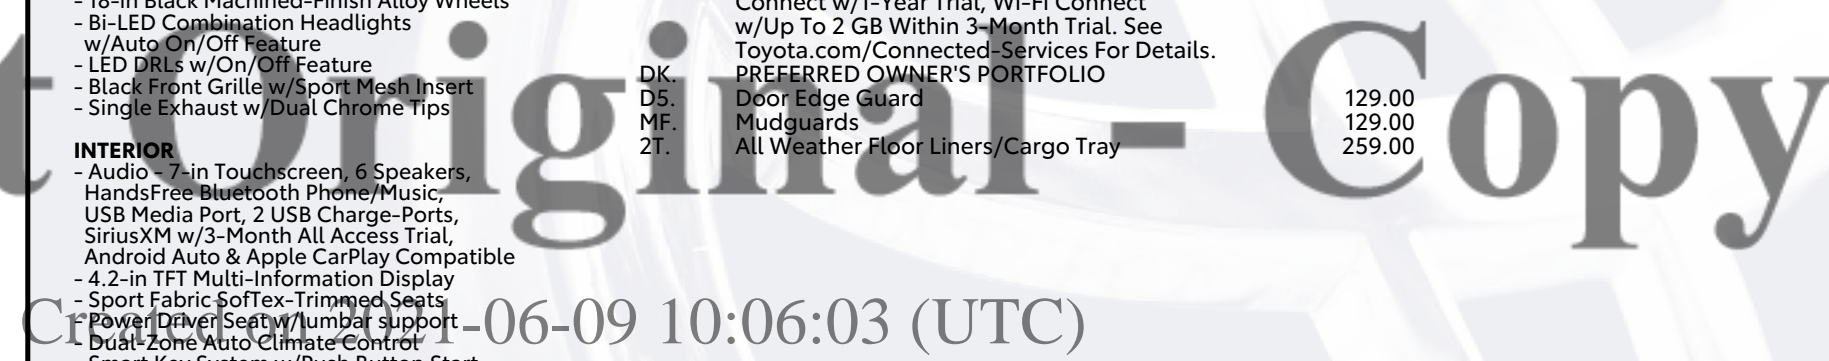 - 18-in Black Machined-Finish Alloy Wheels
- Bi-LED Combination Headlights
w/Auto On/Off Feature
- LED DRLs w/On/Off Feature
- Black Front Grille w/Sport Mesh Insert
- Single Exhaust w/Dual Chrome Tips
INTERIOR
- Audio - 7-in Touchscreen, 6 Speakers,
HandsFree Bluetooth Phone/Music,
USB Media Port, 2 USB Charge-Ports,
SiriusXM w/3-Month All Access Trial,
Android Auto & Apple CarPlay Compatible
- 4.2-in TFT Multi-Information Display
- Sport Fabric SofTex-Trimmed Seats
- Power Driver Seat w/lumbar support
- Dual-Zone Auto Climate Control
- Smart Key System w/Push Button Start
Connect w/1-Year Trial, Wi-Fi Connect
w/Up To 2 GB Within 3-Month Trial. See
Toyota.com/Connected-Services For Details.
DK. PREFERRED OWNER'S PORTFOLIO
D5. Door Edge Guard 129.00
MF. Mudguards 129.00
2T. All Weather Floor Liners/Cargo Tray 259.00
t Original - Copy
Created on 2021-06-09 10:06:03 (UTC)